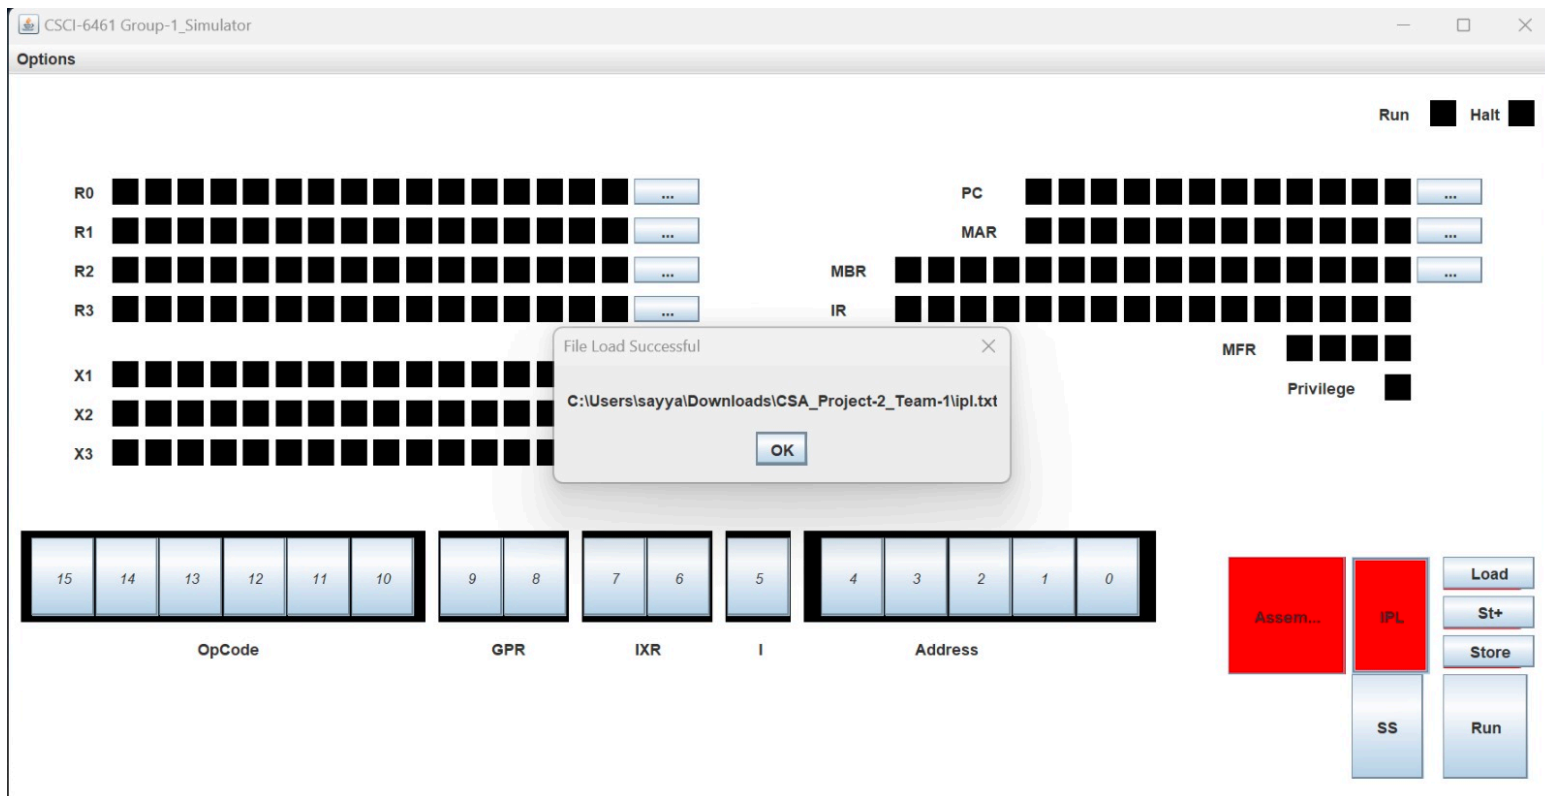 CSCI-6461 Group-1_Simulator
Options
Run Halt
R0 ... PC ...
R1 ... MAR ...
R2 ... MBR ...
R3 ... IR
File Load Successful
MFR
X1
Privilege
C:\Users\sayya\Downloads\CSA_Project-2_Team-1\ipl.txt
X2
OK
X3
15 14 13 12 11 10 9 8 7 6 5 4 3 2 1 0
Load
Assem... IPL St+
OpCode GPR IXR I Address Store
SS Run